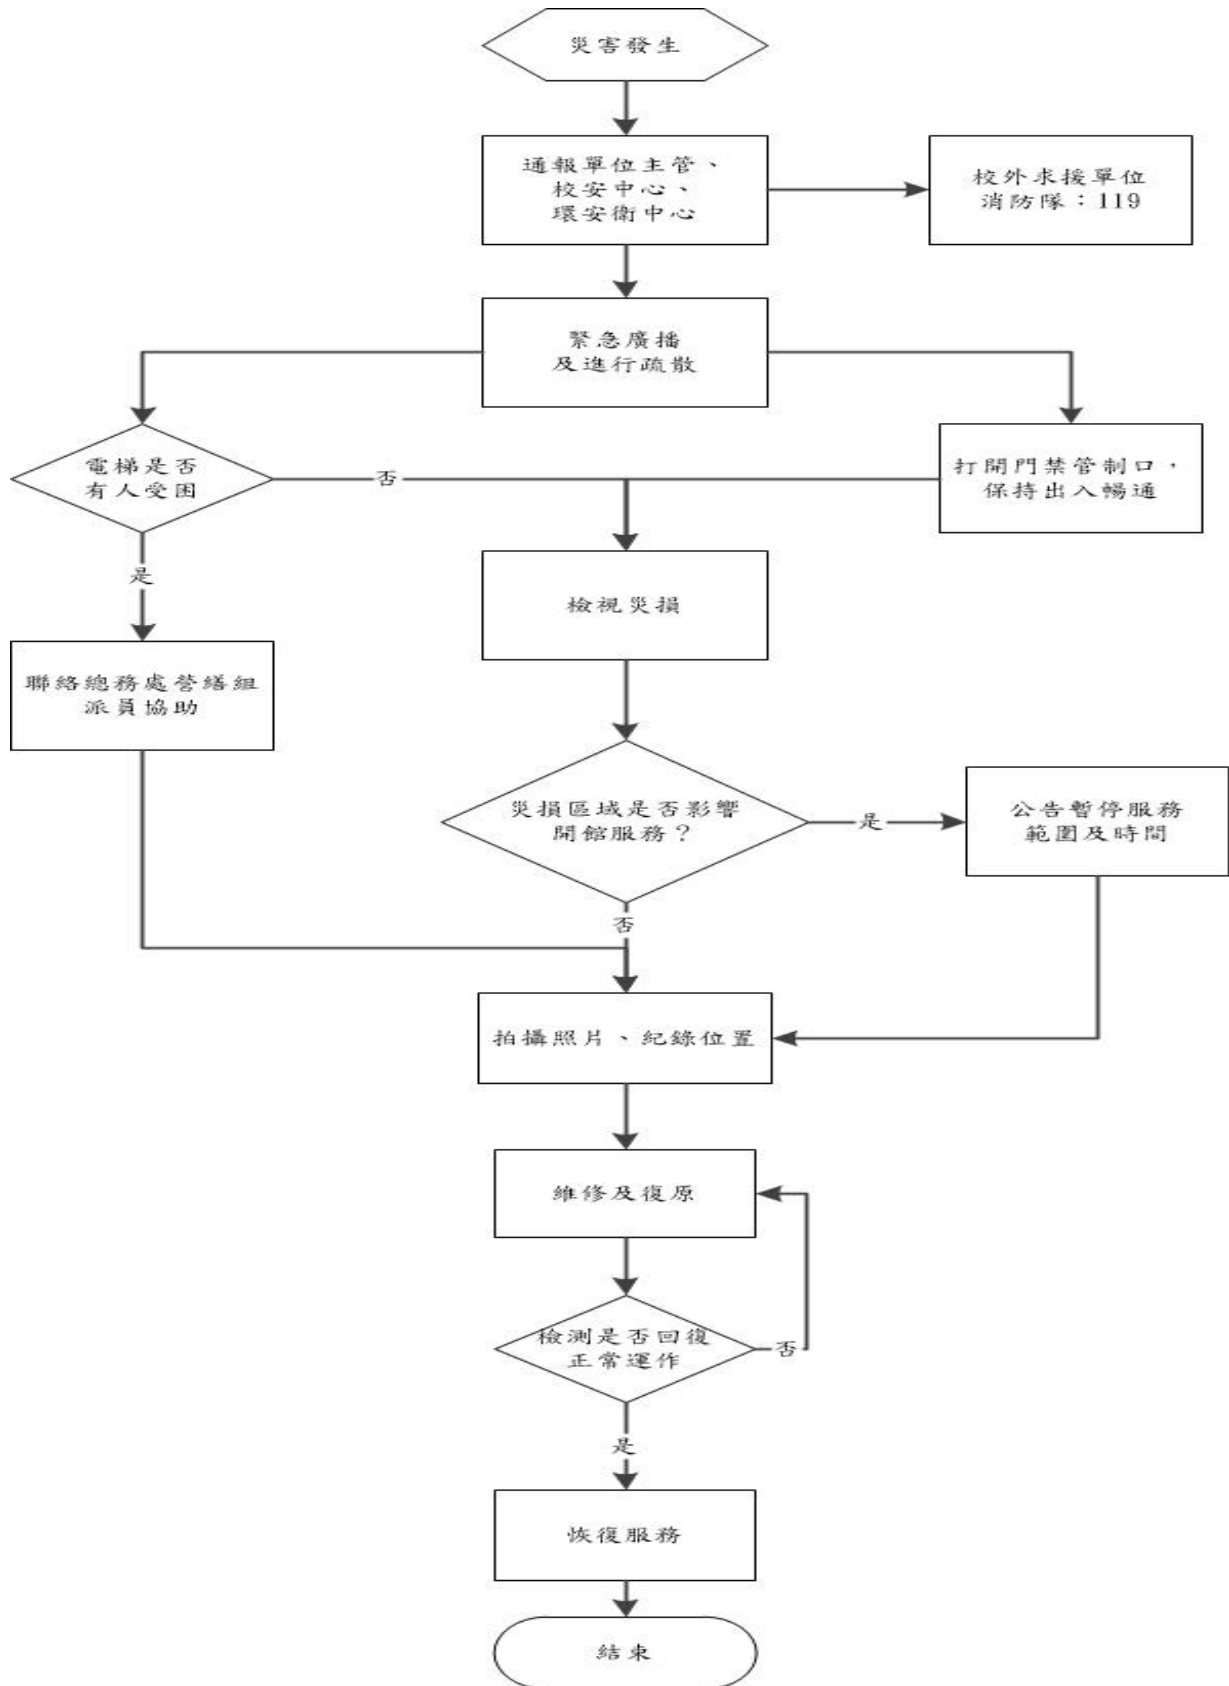 災害發生
通報單位主管、
校安中心、
環安衛中心
校外求援單位
消防隊：119
緊急廣播
及進行疏散
電梯是否
有人受困
否
打開門禁管制口，
保持出入暢通
是
檢視災損
聯絡總務處營繕組
派員協助
災損區域是否影響
開館服務？
是
公告暫停服務
範圍及時間
否
拍攝照片、紀錄位置
維修及復原
檢測是否回復
正常運作
否
是
恢復服務
結束